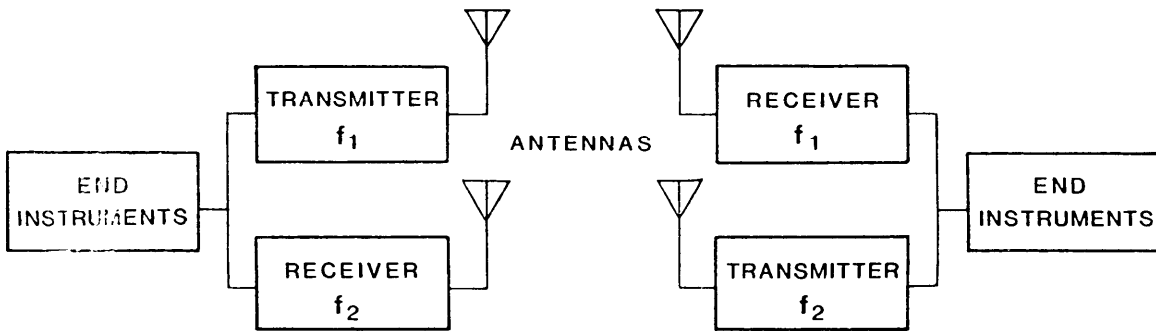 TRANSMITTER
f1
RECEIVER
f1
ANTENNAS
END
INSTRUMENTS
END
INSTRUMENTS
RECEIVER
f2
TRANSMITTER
f2